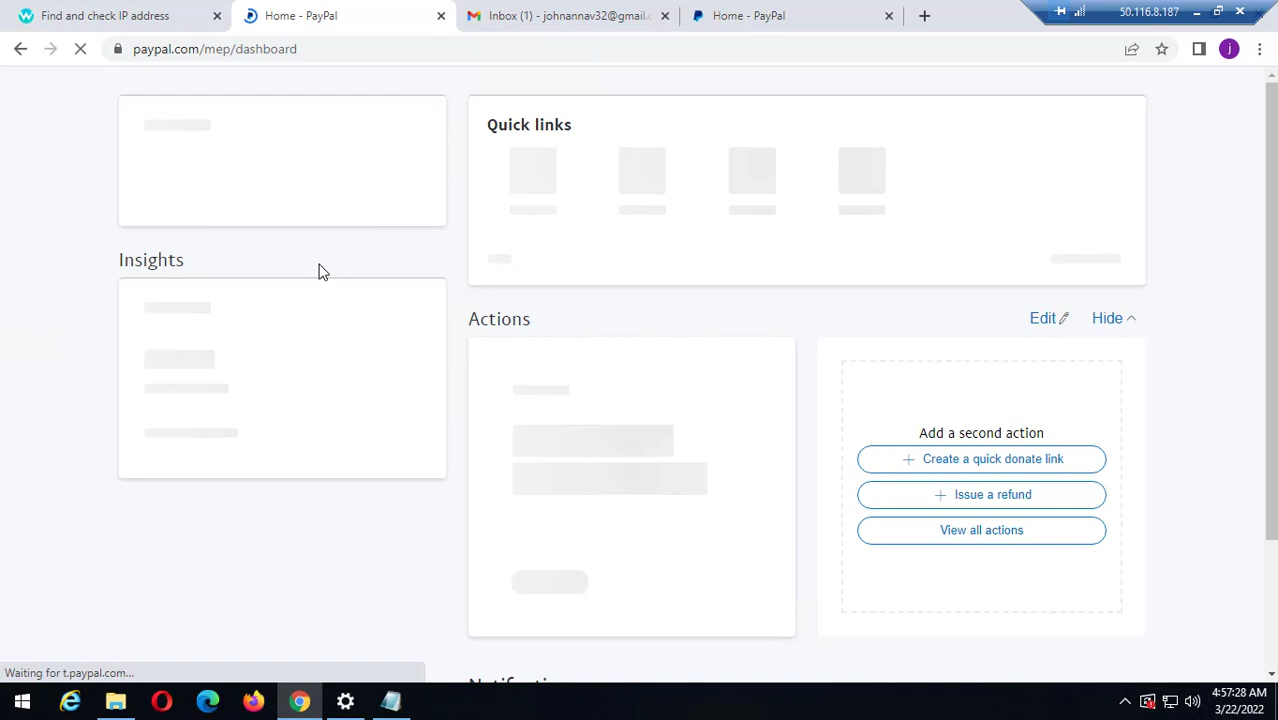 Find and check IP address
Home - PayPal
Inbox (1) - johnannav32@gmail.c
Home - PayPal
50.116.8.187
paypal.com/mep/dashboard
j
Quick links
Insights
Actions
Edit
Hide
Add a second action
Create a quick donate link
Issue a refund
View all actions
Waiting for t.paypal.com...
4:57:28 AM
3/22/2022